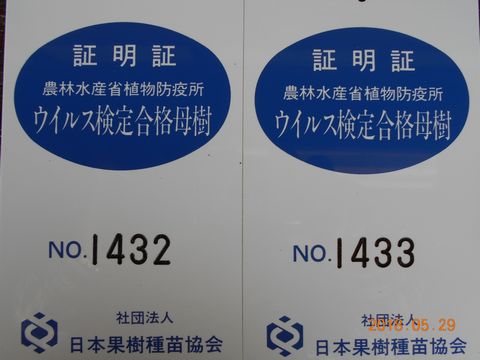 証明証
農林水産省植物防疫所
ウイルス検定合格母樹
NO.1432
社団法人
日本果樹種苗協会
証明証
農林水産省植物防疫所
ウイルス検定合格母樹
NO.1433
社団法人
日本果樹種苗協会